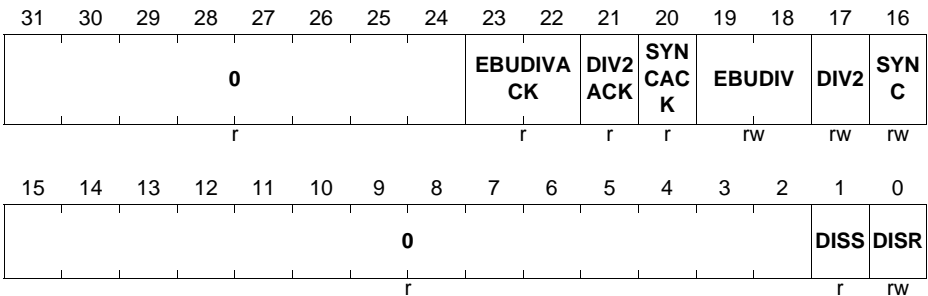 31 30 29 28 27 26 25 24 23 22 21 20 19 18 17 16
0 EBUDIVA CK DIV2 ACK SYN CAC K EBUDIV DIV2 SYN C
r r r r rw rw rw
15 14 13 12 11 10 9 8 7 6 5 4 3 2 1 0
0 DISS DISR
r r rw